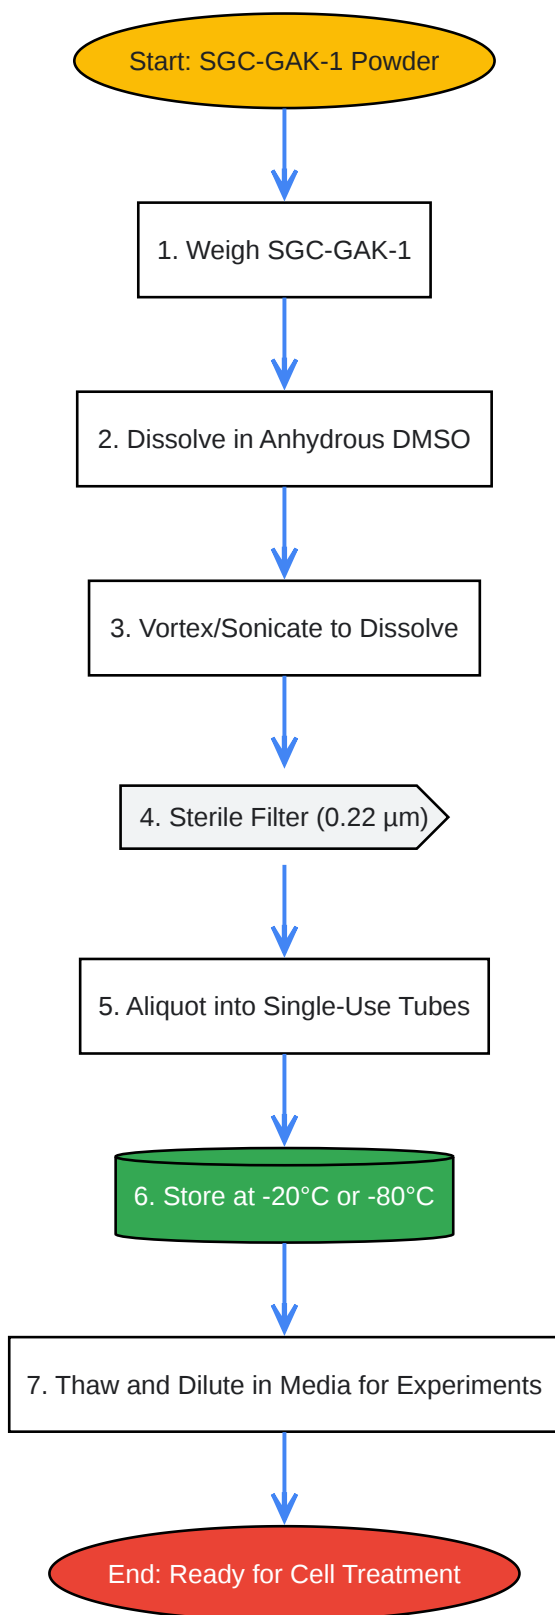 Start: SGC-GAK-1 Powder
1. Weigh SGC-GAK-1
2. Dissolve in Anhydrous DMSO
3. Vortex/Sonicate to Dissolve
4. Sterile Filter (0.22 µm)
5. Aliquot into Single-Use Tubes
6. Store at -20°C or -80°C
7. Thaw and Dilute in Media for Experiments
End: Ready for Cell Treatment